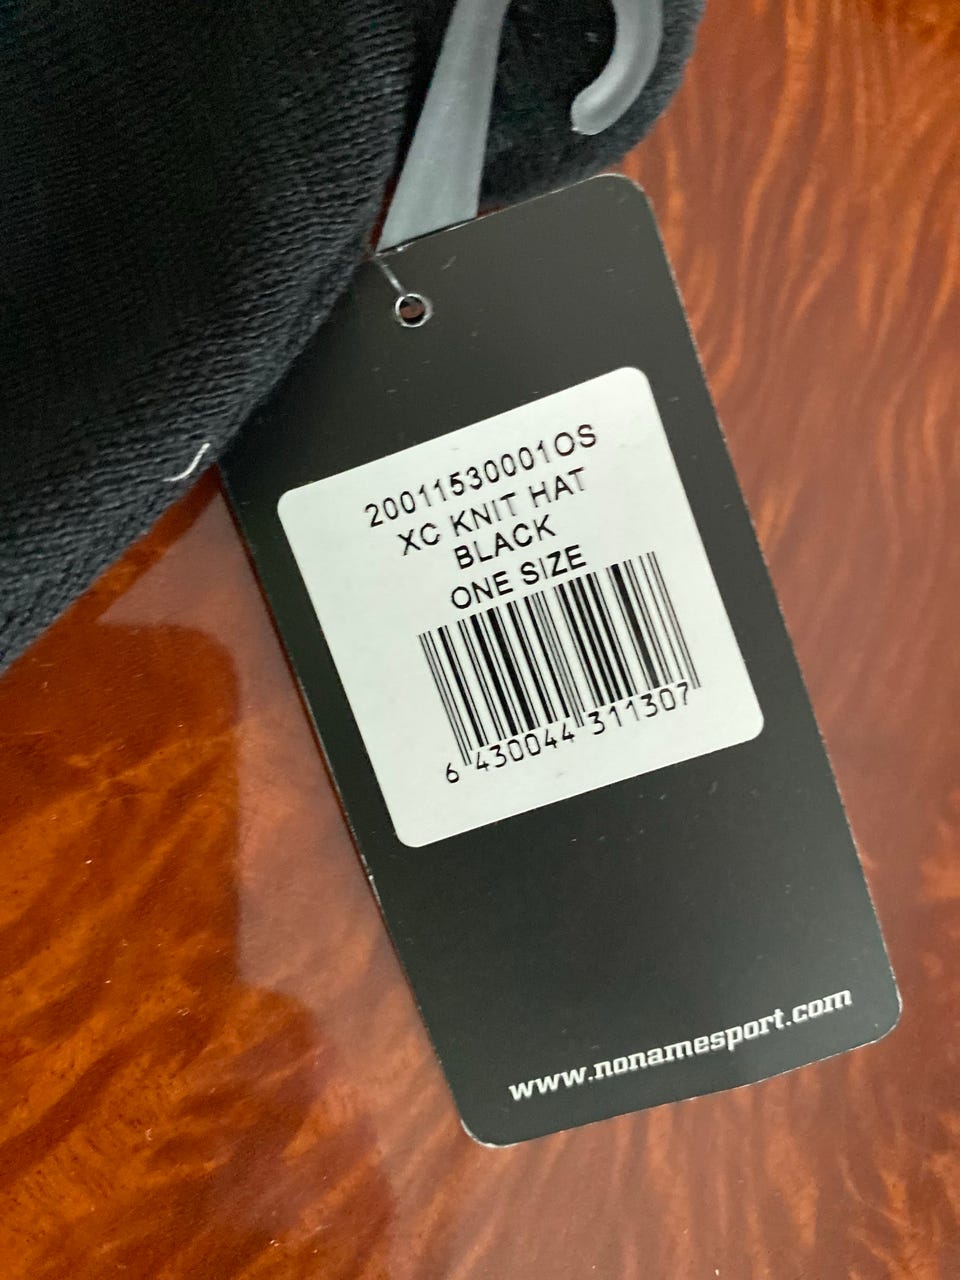 20011530001OS
XC KNIT HAT
BLACK
ONE SIZE
6 430044 311307
www.nonamesport.com